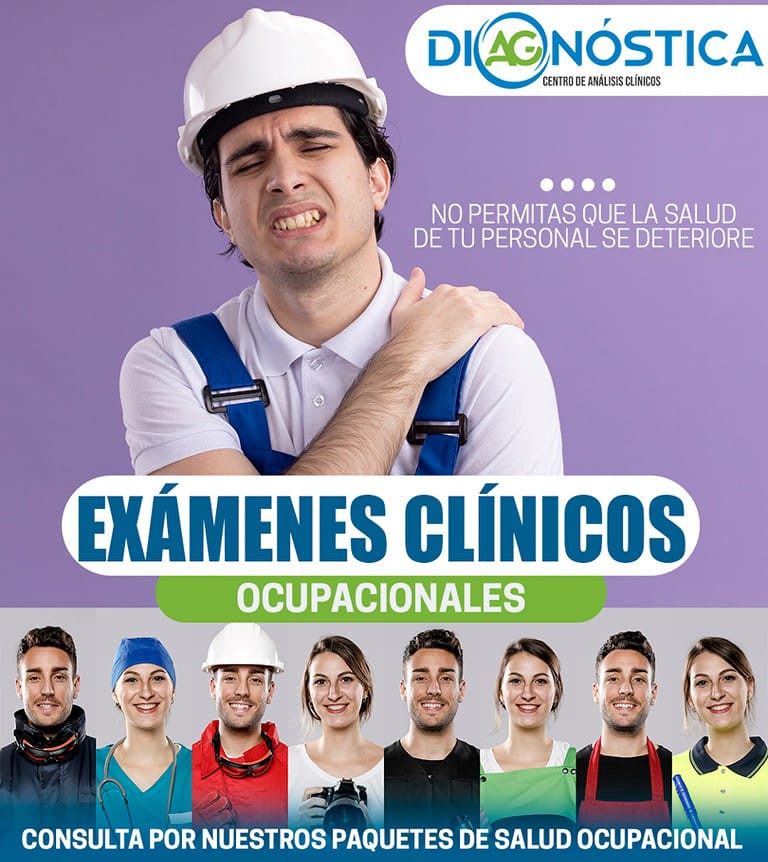 DIAGNÓSTICA
CENTRO DE ANÁLISIS CLÍNICOS
NO PERMITAS QUE LA SALUD
DE TU PERSONAL SE DETERIORE
EXÁMENES CLÍNICOS
OCUPACIONALES
CONSULTA POR NUESTROS PAQUETES DE SALUD OCUPACIONAL